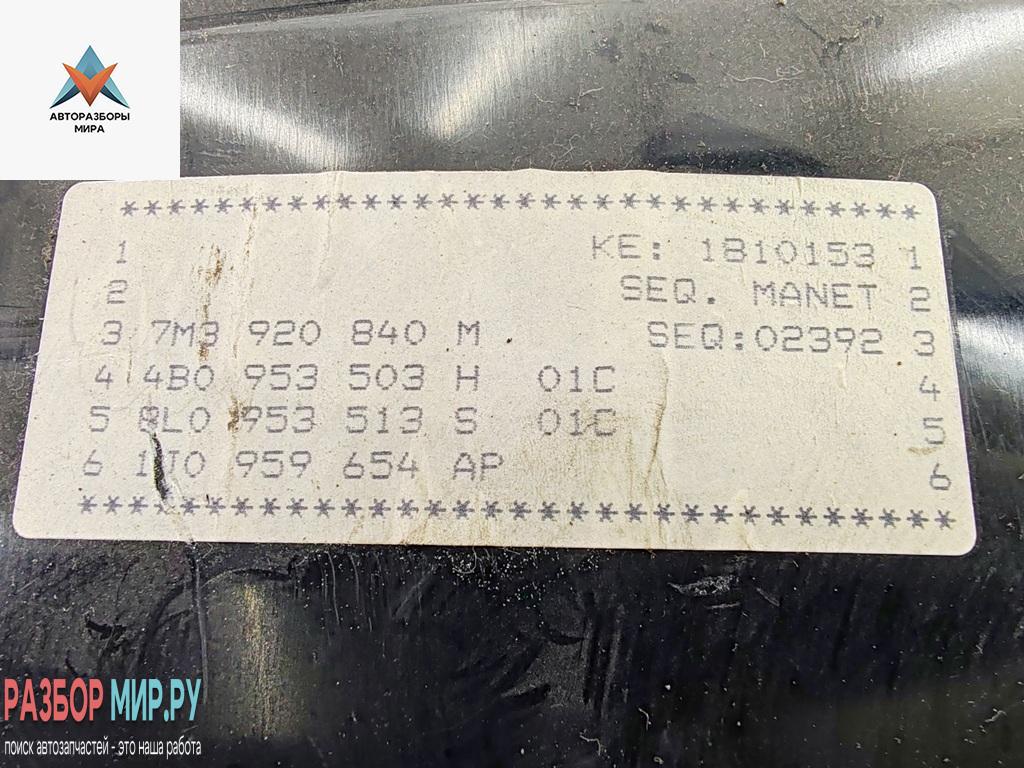 АВТОРАЗБОРЫ
МИРА
***********************************
1 KE: 1810153 1
2 SEQ. MANET 2
3 7M3 920 840 M SEQ:02392 3
4 4B0 953 503 H 01C 4
5 8L0 953 513 S 01C 5
6 1J0 959 654 AP 6
***********************************
РАЗБОР МИР.РУ
поиск автозапчастей - это наша работа